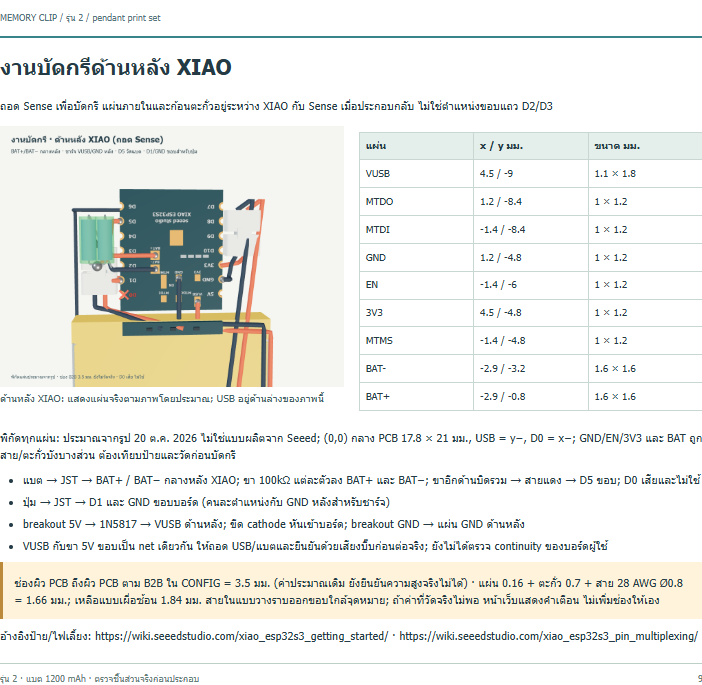 MEMORY CLIP / รุ่น 2 / pendant print set
งานบัดกรีด้านหลัง XIAO
ถอด Sense เพื่อบัดกรี แผ่นภายในและก้อนตะกั่วอยู่ระหว่าง XIAO กับ Sense เมื่อประกอบกลับ ไม่ใช่ตำแหน่งขอบแถว D2/D3
งานบัดกรี · ด้านหลัง XIAO (ถอด Sense)
D6
D5
D4
D3
D2
D1
D7
D8
D9
D10
3V3
GND
5V
seeed studio
XIAO ESP32S3
ด้านหลัง XIAO: แสดงแผ่นจริงตามภาพโดยประมาณ; USB อยู่ด้านล่างของภาพนี้
แผ่น x / y มม. ขนาด มม.
VUSB 4.5 / -9 1.1 × 1.8
MTDO 1.2 / -8.4 1 × 1.2
MTDI -1.4 / -8.4 1 × 1.2
GND 1.2 / -4.8 1 × 1.2
EN -1.4 / -6 1 × 1.2
3V3 4.5 / -4.8 1 × 1.2
MTMS -1.4 / -4.8 1 × 1.2
BAT- -2.9 / -3.2 1.6 × 1.6
BAT+ -2.9 / -0.8 1.6 × 1.6
พิกัดทุกแผ่น: ประมาณจากรูป 20 ต.ค. 2026 ไม่ใช่แบบผลิตจาก Seeed; (0,0) กลาง PCB 17.8 × 21 มม., USB = y−, D0 = x−; GND/EN/3V3 และ BAT ถูก
สาย/ตะกั่วบังบางส่วน ต้องเทียบป้ายและวัดก่อนบัดกรี
• แบต → JST → BAT+ / BAT− กลางหลัง XIAO; ขา 100kΩ แต่ละตัวลง BAT+ และ BAT−; ขาอีกด้านบิดรวม → สายแดง → D5 ขอบ; D0 เสียและไม่ใช้
• ปุ่ม → JST → D1 และ GND ขอบบอร์ด (คนละตำแหน่งกับ GND หลังสำหรับชาร์จ)
• breakout 5V → 1N5817 → VUSB ด้านหลัง; ขีด cathode หันเข้าบอร์ด; breakout GND → แผ่น GND ด้านหลัง
• VUSB กับขา 5V ขอบเป็น net เดียวกัน ให้ถอด USB/แบตและยืนยันด้วยเสียงบี๊บก่อนต่อจริง; ยังไม่ได้ตรวจ continuity ของบอร์ดผู้ใช้
ช่องผิว PCB ถึงผิว PCB ตาม B2B ใน CONFIG = 3.5 มม. (ค่าประมาณเดิม ยังยืนยันความสูงจริงไม่ได้) · แผ่น 0.16 + ตะกั่ว 0.7 + สาย 28 AWG Ø0.8
= 1.66 มม.; เหลือแบบเผื่อซ้อน 1.84 มม. สายในแบบวางราบออกขอบใกล้จุดหมาย; ถ้าค่าที่วัดจริงไม่พอ หน้าเว็บแสดงคำเตือน ไม่เพิ่มช่องให้เอง
อ้างอิงป้าย/ไฟเลี้ยง: https://wiki.seeedstudio.com/xiao_esp32s3_getting_started/ · https://wiki.seeedstudio.com/xiao_esp32s3_pin_multiplexing/
รุ่น 2 · แบต 1200 mAh · ตรวจชิ้นส่วนจริงก่อนประกอบ
9